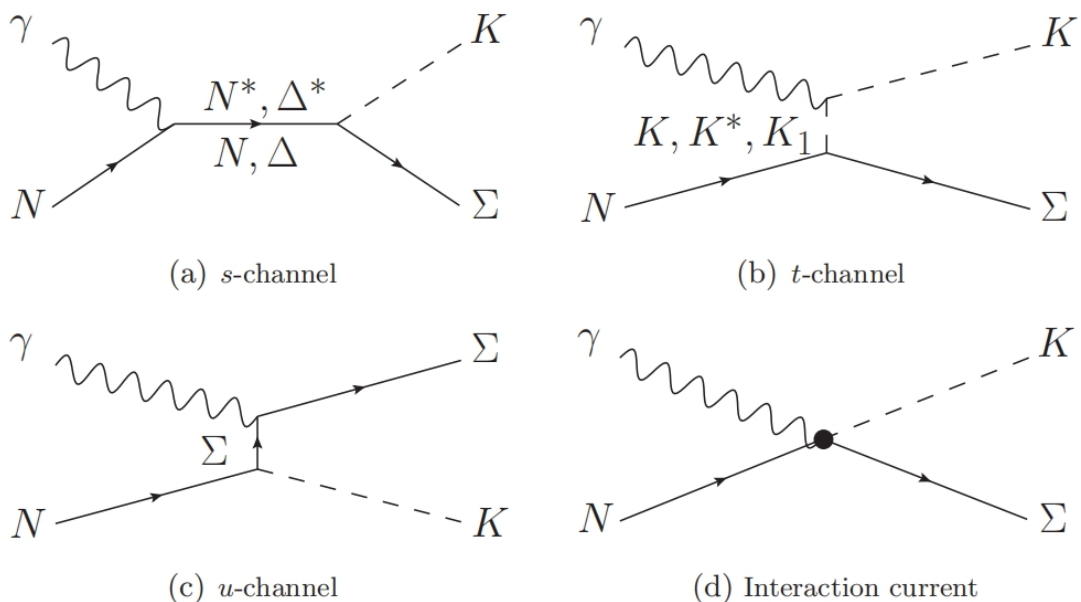 γ
K
N*, Δ*
N, Δ
N
Σ
(a) s-channel
γ
K
K, K*, K₁
N
Σ
(b) t-channel
γ
Σ
Σ
N
K
(c) u-channel
γ
K
N
Σ
(d) Interaction current